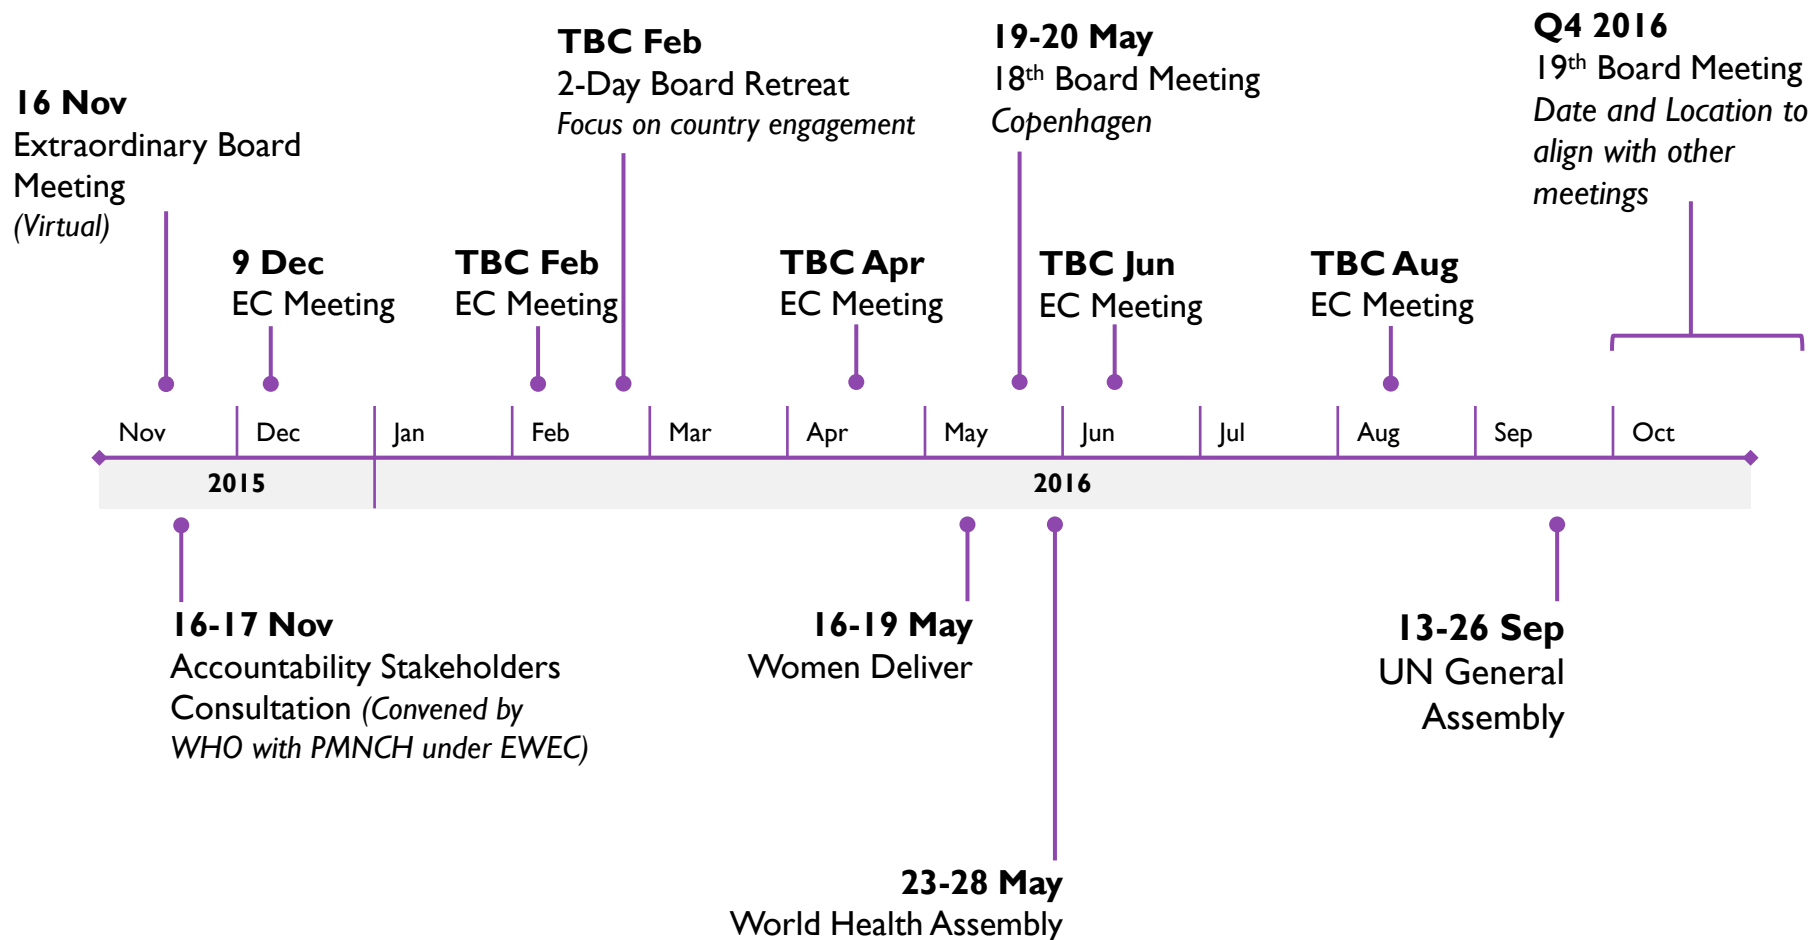 16 Nov
Extraordinary Board
Meeting
(Virtual)
TBC Feb
2-Day Board Retreat
Focus on country engagement
19-20 May
18th Board Meeting
Copenhagen
Q4 2016
19th Board Meeting
Date and Location to
align with other
meetings
9 Dec
EC Meeting
TBC Feb
EC Meeting
TBC Apr
EC Meeting
TBC Jun
EC Meeting
TBC Aug
EC Meeting
Nov Dec Jan Feb Mar Apr May Jun Jul Aug Sep Oct
2015 2016
16-17 Nov
Accountability Stakeholders
Consultation (Convened by
WHO with PMNCH under EWEC)
16-19 May
Women Deliver
13-26 Sep
UN General
Assembly
23-28 May
World Health Assembly